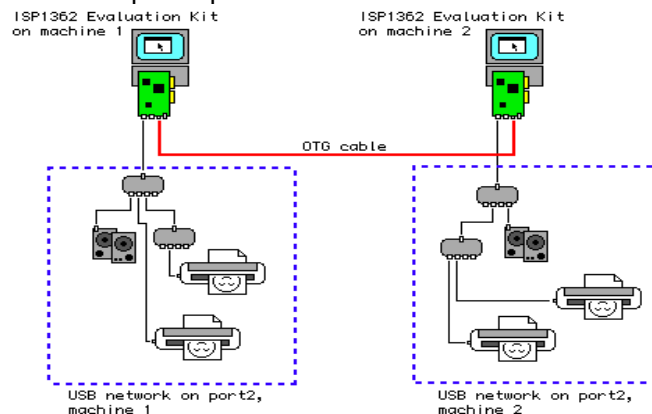 ISP1362 Evaluation Kit
on machine 1
ISP1362 Evaluation Kit
on machine 2
OTG cable
USB network on port2,
machine 1
USB network on port2,
machine 2